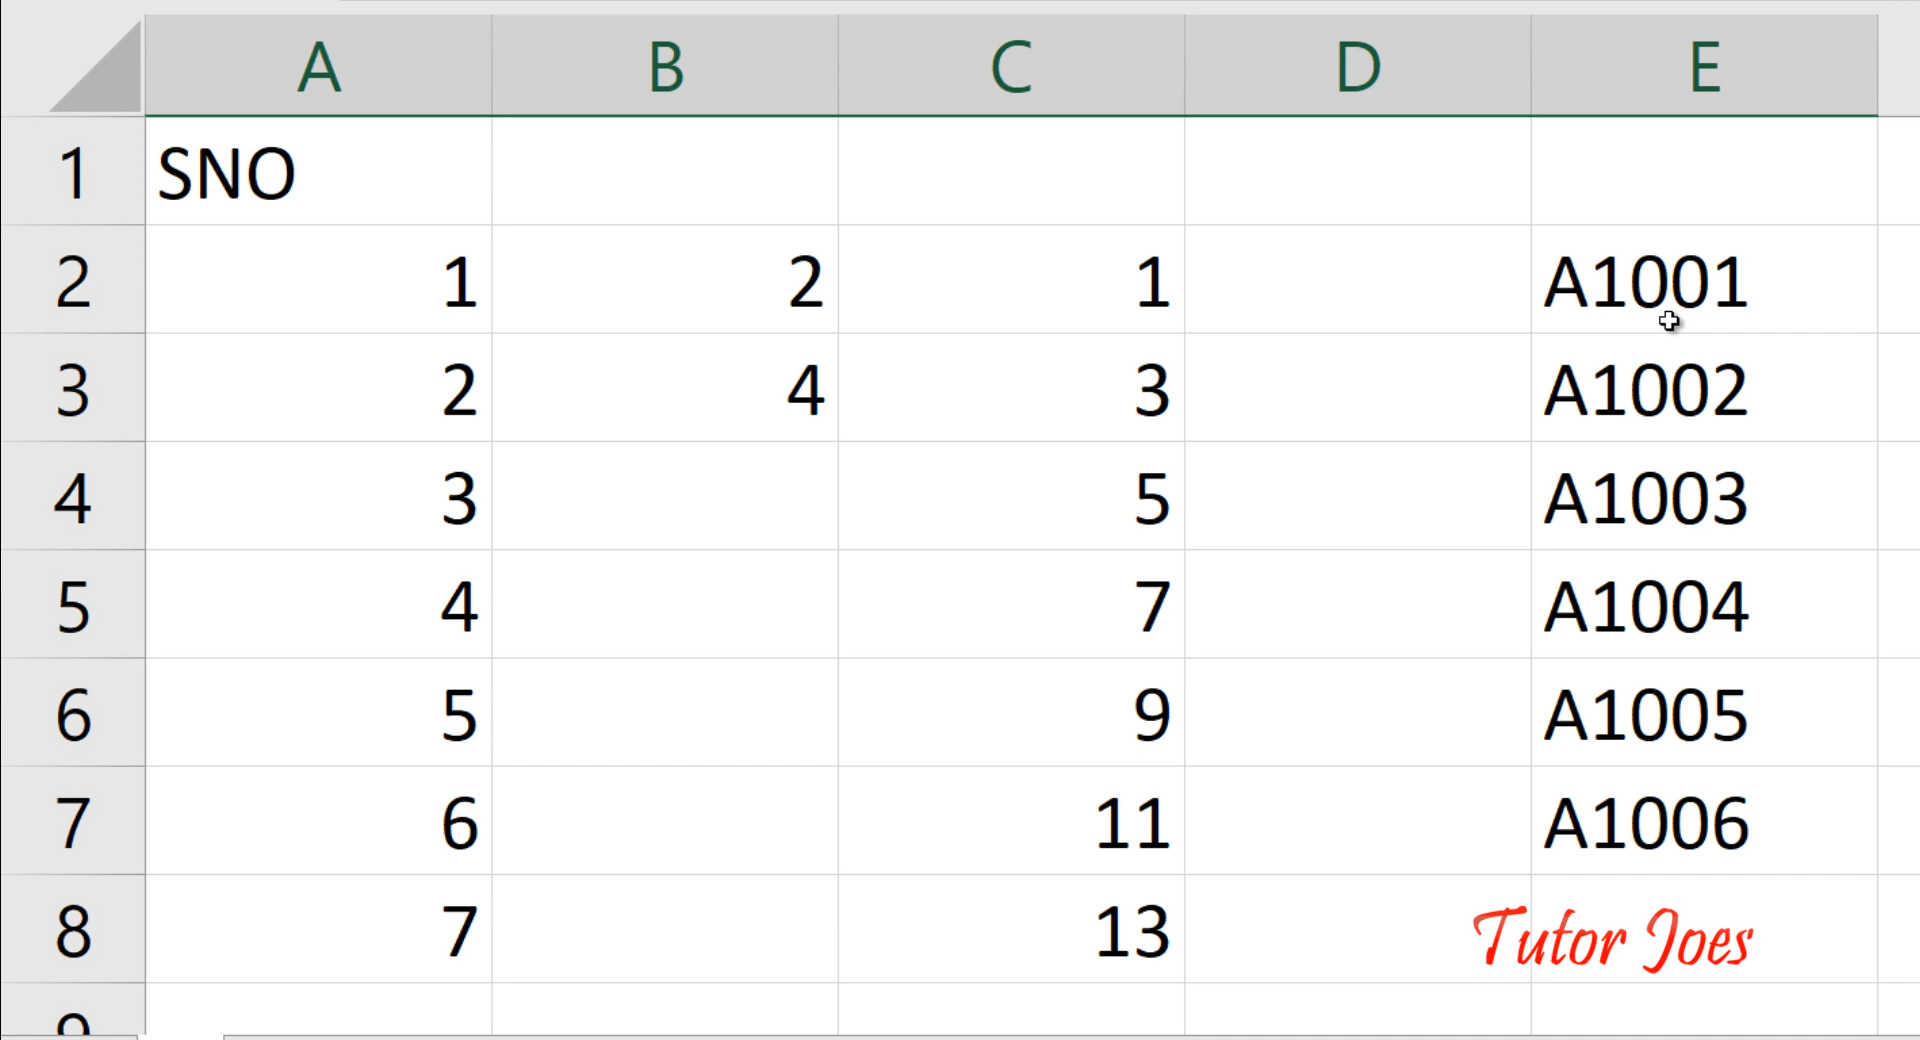 A B C D E
1 SNO
2 1 2 1 A1001
3 2 4 3 A1002
4 3 5 A1003
5 4 7 A1004
6 5 9 A1005
7 6 11 A1006
8 7 13 Tutor Joes
9